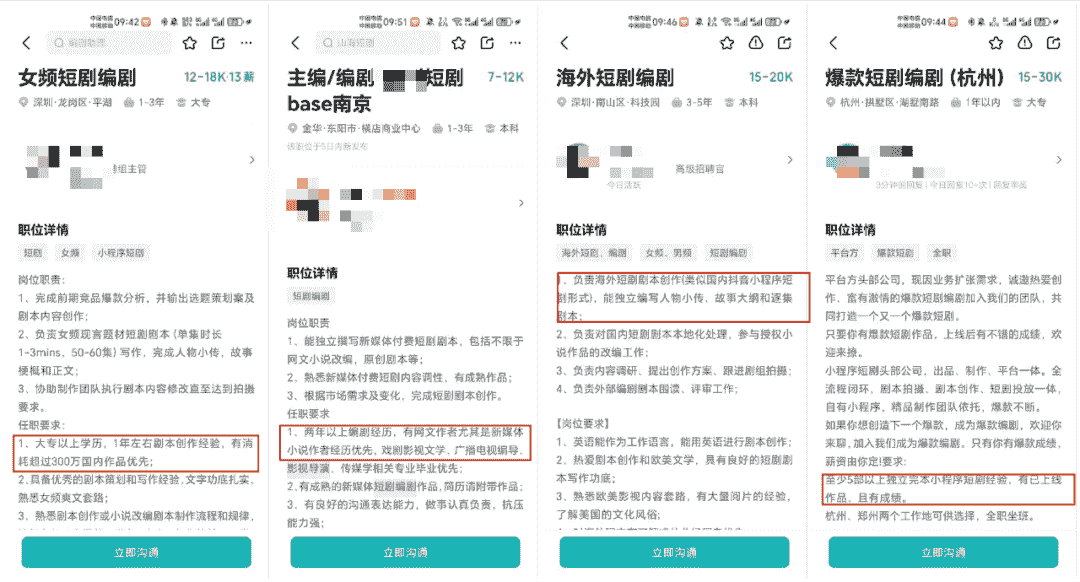 09:42
编剧助理
女频短剧编剧
12-18K·13薪
深圳·龙岗区·平湖
1-3年
大专
组主管
职位详情
短剧
女频
小程序短剧
岗位职责:
1、完成前期竞品爆款分析，并输出选题策划案及
剧本内容创作；
2、负责女频现言题材短剧剧本 (单集时长
1-3mins，50-60集) 写作，完成人物小传、故事
梗概和正文；
3、协助制作团队执行剧本内容修改直至达到拍摄
要求。
任职要求:
1、大专以上学历，1年左右剧本创作经验，有消
耗超过300万国内作品优先；
2、具备优秀的剧本策划和写作经验，文字功底扎实，
熟悉女频爽文套路；
3、熟悉剧本创作或小说改编剧本制作流程和规律，
立即沟通
09:51
山海短剧
主编/编剧
短剧
base南京
7-12K
金华·东阳市·横店商业中心
1-3年
本科
该职位于5日内新发布
职位详情
短剧编剧
岗位职责
1、能独立撰写新媒体付费短剧剧本，包括不限于
网文小说改编，原创剧本等；
2、熟悉新媒体付费短剧内容调性，有成熟作品；
3、根据市场需求及变化，完成短剧剧本创作。
任职要求
1、两年以上编剧经历，有网文作者尤其是新媒体
小说作者经历优先，戏剧影视文学、广播电视编导、
影视导演、传媒学相关专业毕业优先；
2、有成熟的新媒体短剧编剧作品，简历请附带作品；
3、有良好的沟通表达能力，做事认真负责，抗压
能力强；
立即沟通
09:46
海外短剧编剧
15-20K
深圳·南山区·科技园
3-5年
本科
高级招聘官
今日活跃
职位详情
海外短剧、编剧
女频、男频
短剧编剧
1、负责海外短剧剧本创作(类似国内抖音小程序短
剧形式)，能独立编写人物小传、故事大纲和逐集
剧本；
2、负责对国内短剧剧本本地化处理，参与授权小
说作品的改编工作；
3、负责内容调研、提出创作方案、跟进剧组拍摄；
4、负责外部编剧剧本围读、评审工作；
【岗位要求】
1、英语能作为工作语言，能用英语进行剧本创作；
2、热爱剧本创作和欧美文学，具有良好的短剧剧
本写作功底；
3、熟悉欧美影视内容套路，有大量阅片的经验，
了解美国的文化风俗；
立即沟通
09:44
爆款短剧编剧 (杭州)
15-30K
杭州·拱墅区·湖墅南路
1年以内
大专
3分钟前回复 | 今日回复10+次 | 回复率高
职位详情
平台方
爆款短剧
全职
平台方头部公司，现因业务扩张需求，诚邀热爱创
作、富有激情的爆款短剧编剧加入我们的团队，共
同打造一个又一个爆款短剧。
只要你有爆款短剧作品，上线后有不错的成绩，欢
迎来撩。
小程序短剧头部公司，出品、制作、平台一体。全
流程闭环，剧本拍摄、剧本创作、短剧投放一体，
自有小程序，精品制作团队依托，爆款不断。
如果你想创造下一个爆款，成为爆款编剧，欢迎你
来聊，加入我们成为爆款编剧。只有你有爆款成绩，
薪资由你定!要求:
至少5部以上独立完本小程序短剧经验，有已上线
作品，且有成绩。
杭州、郑州两个工作地可供选择，全职坐班。
立即沟通